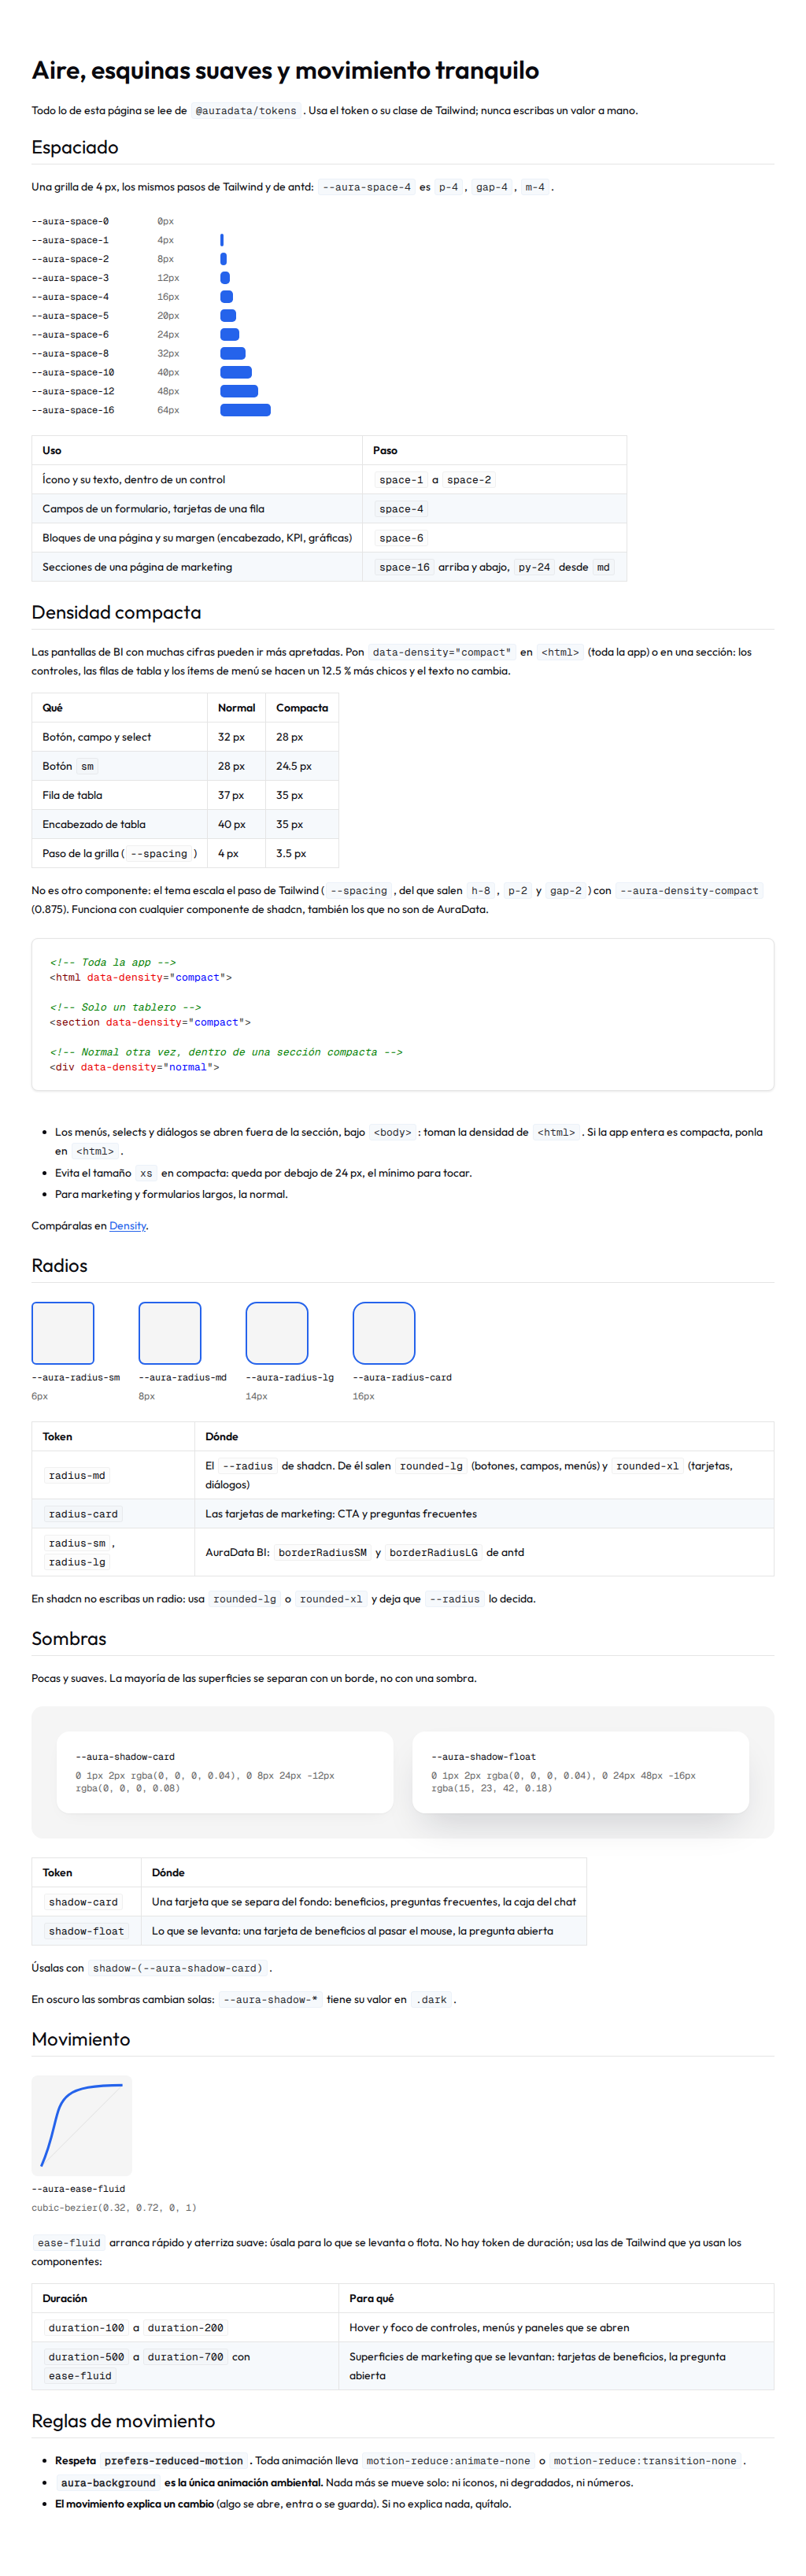 Aire, esquinas suaves y movimiento tranquilo
Todo lo de esta página se lee de @auradata/tokens . Usa el token o su clase de Tailwind; nunca escribas un valor a mano.
Espaciado
Una grilla de 4 px, los mismos pasos de Tailwind y de antd: --aura-space-4 es p-4 , gap-4 , m-4 .
--aura-space-0 0px
--aura-space-1 4px
--aura-space-2 8px
--aura-space-3 12px
--aura-space-4 16px
--aura-space-5 20px
--aura-space-6 24px
--aura-space-8 32px
--aura-space-10 40px
--aura-space-12 48px
--aura-space-16 64px
Uso Paso
Ícono y su texto, dentro de un control space-1 a space-2
Campos de un formulario, tarjetas de una fila space-4
Bloques de una página y su margen (encabezado, KPI, gráficas) space-6
Secciones de una página de marketing space-16 arriba y abajo, py-24 desde md
Densidad compacta
Las pantallas de BI con muchas cifras pueden ir más apretadas. Pon data-density="compact" en <html> (toda la app) o en una sección: los
controles, las filas de tabla y los ítems de menú se hacen un 12.5 % más chicos y el texto no cambia.
Qué Normal Compacta
Botón, campo y select 32 px 28 px
Botón sm 28 px 24.5 px
Fila de tabla 37 px 35 px
Encabezado de tabla 40 px 35 px
Paso de la grilla ( --spacing ) 4 px 3.5 px
No es otro componente: el tema escala el paso de Tailwind ( --spacing , del que salen h-8 , p-2 y gap-2 ) con --aura-density-compact
(0.875). Funciona con cualquier componente de shadcn, también los que no son de AuraData.
<!-- Toda la app -->
<html data-density="compact">
<!-- Solo un tablero -->
<section data-density="compact">
<!-- Normal otra vez, dentro de una sección compacta -->
<div data-density="normal">
• Los menús, selects y diálogos se abren fuera de la sección, bajo <body> : toman la densidad de <html> . Si la app entera es compacta, ponla
en <html> .
• Evita el tamaño xs en compacta: queda por debajo de 24 px, el mínimo para tocar.
• Para marketing y formularios largos, la normal.
Compáralas en Density.
Radios
--aura-radius-sm --aura-radius-md --aura-radius-lg --aura-radius-card
6px 8px 14px 16px
Token Dónde
radius-md El --radius de shadcn. De él salen rounded-lg (botones, campos, menús) y rounded-xl (tarjetas,
diálogos)
radius-card Las tarjetas de marketing: CTA y preguntas frecuentes
radius-sm ,
radius-lg AuraData BI: borderRadiusSM y borderRadiusLG de antd
En shadcn no escribas un radio: usa rounded-lg o rounded-xl y deja que --radius lo decida.
Sombras
Pocas y suaves. La mayoría de las superficies se separan con un borde, no con una sombra.
--aura-shadow-card
0 1px 2px rgba(0, 0, 0, 0.04), 0 8px 24px -12px
rgba(0, 0, 0, 0.08)
--aura-shadow-float
0 1px 2px rgba(0, 0, 0, 0.04), 0 24px 48px -16px
rgba(15, 23, 42, 0.18)
Token Dónde
shadow-card Una tarjeta que se separa del fondo: beneficios, preguntas frecuentes, la caja del chat
shadow-float Lo que se levanta: una tarjeta de beneficios al pasar el mouse, la pregunta abierta
Úsalas con shadow-(--aura-shadow-card) .
En oscuro las sombras cambian solas: --aura-shadow-* tiene su valor en .dark .
Movimiento
--aura-ease-fluid
cubic-bezier(0.32, 0.72, 0, 1)
ease-fluid arranca rápido y aterriza suave: úsala para lo que se levanta o flota. No hay token de duración; usa las de Tailwind que ya usan los
componentes:
Duración Para qué
duration-100 a duration-200 Hover y foco de controles, menús y paneles que se abren
duration-500 a duration-700 con
ease-fluid
Superficies de marketing que se levantan: tarjetas de beneficios, la pregunta
abierta
Reglas de movimiento
• Respeta prefers-reduced-motion . Toda animación lleva motion-reduce:animate-none o motion-reduce:transition-none .
• aura-background es la única animación ambiental. Nada más se mueve solo: ni íconos, ni degradados, ni números.
• El movimiento explica un cambio (algo se abre, entra o se guarda). Si no explica nada, quítalo.